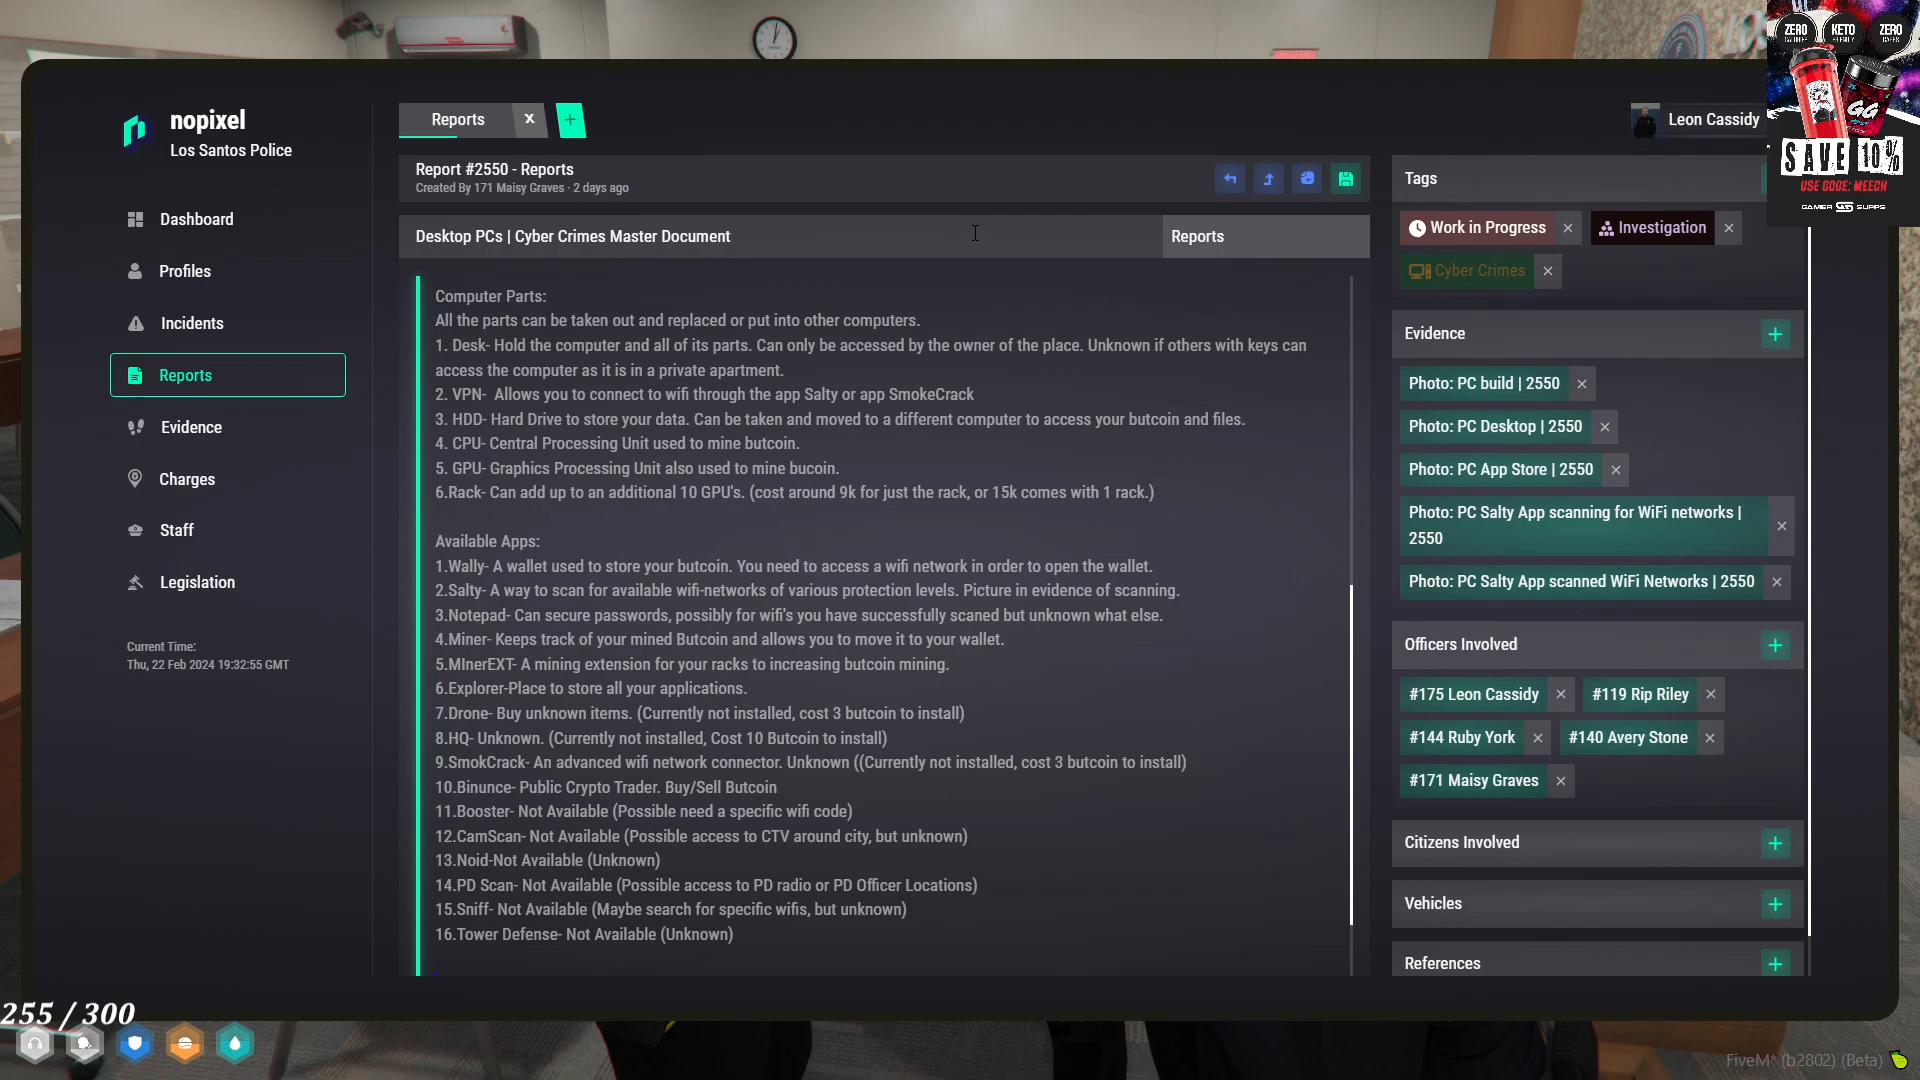 nopixel
Los Santos Police
Dashboard
Profiles
Incidents
Reports
Evidence
Charges
Staff
Legislation
Current Time:
Thu, 22 Feb 2024 19:32:55 GMT
Reports x +
Leon Cassidy
Report #2550 - Reports
Created By 171 Maisy Graves · 2 days ago
Desktop PCs | Cyber Crimes Master Document
Reports
Computer Parts:
All the parts can be taken out and replaced or put into other computers.
1. Desk- Hold the computer and all of its parts. Can only be accessed by the owner of the place. Unknown if others with keys can
access the computer as it is in a private apartment.
2. VPN-  Allows you to connect to wifi through the app Salty or app SmokeCrack
3. HDD- Hard Drive to store your data. Can be taken and moved to a different computer to access your butcoin and files.
4. CPU- Central Processing Unit used to mine butcoin.
5. GPU- Graphics Processing Unit also used to mine bucoin.
6.Rack- Can add up to an additional 10 GPU's. (cost around 9k for just the rack, or 15k comes with 1 rack.)
Available Apps:
1.Wally- A wallet used to store your butcoin. You need to access a wifi network in order to open the wallet.
2.Salty- A way to scan for available wifi-networks of various protection levels. Picture in evidence of scanning.
3.Notepad- Can secure passwords, possibly for wifi's you have successfully scaned but unknown what else.
4.Miner- Keeps track of your mined Butcoin and allows you to move it to your wallet.
5.MInerEXT- A mining extension for your racks to increasing butcoin mining.
6.Explorer-Place to store all your applications.
7.Drone- Buy unknown items. (Currently not installed, cost 3 butcoin to install)
8.HQ- Unknown. (Currently not installed, Cost 10 Butcoin to install)
9.SmokCrack- An advanced wifi network connector. Unknown ((Currently not installed, cost 3 butcoin to install)
10.Binunce- Public Crypto Trader. Buy/Sell Butcoin
11.Booster- Not Available (Possible need a specific wifi code)
12.CamScan- Not Available (Possible access to CTV around city, but unknown)
13.Noid-Not Available (Unknown)
14.PD Scan- Not Available (Possible access to PD radio or PD Officer Locations)
15.Sniff- Not Available (Maybe search for specific wifis, but unknown)
16.Tower Defense- Not Available (Unknown)
Tags
Work in Progress ×
Investigation ×
Cyber Crimes ×
Evidence +
Photo: PC build | 2550 ×
Photo: PC Desktop | 2550 ×
Photo: PC App Store | 2550 ×
Photo: PC Salty App scanning for WiFi networks |
2550 ×
Photo: PC Salty App scanned WiFi Networks | 2550 ×
Officers Involved +
#175 Leon Cassidy × #119 Rip Riley ×
#144 Ruby York × #140 Avery Stone ×
#171 Maisy Graves ×
Citizens Involved +
Vehicles +
References +
ZERO KETO ZERO
GG
SAVE 10%
USE CODE: MEECH
GAMER SUPPS
255 / 300
FiveM* (b2802) (Beta)